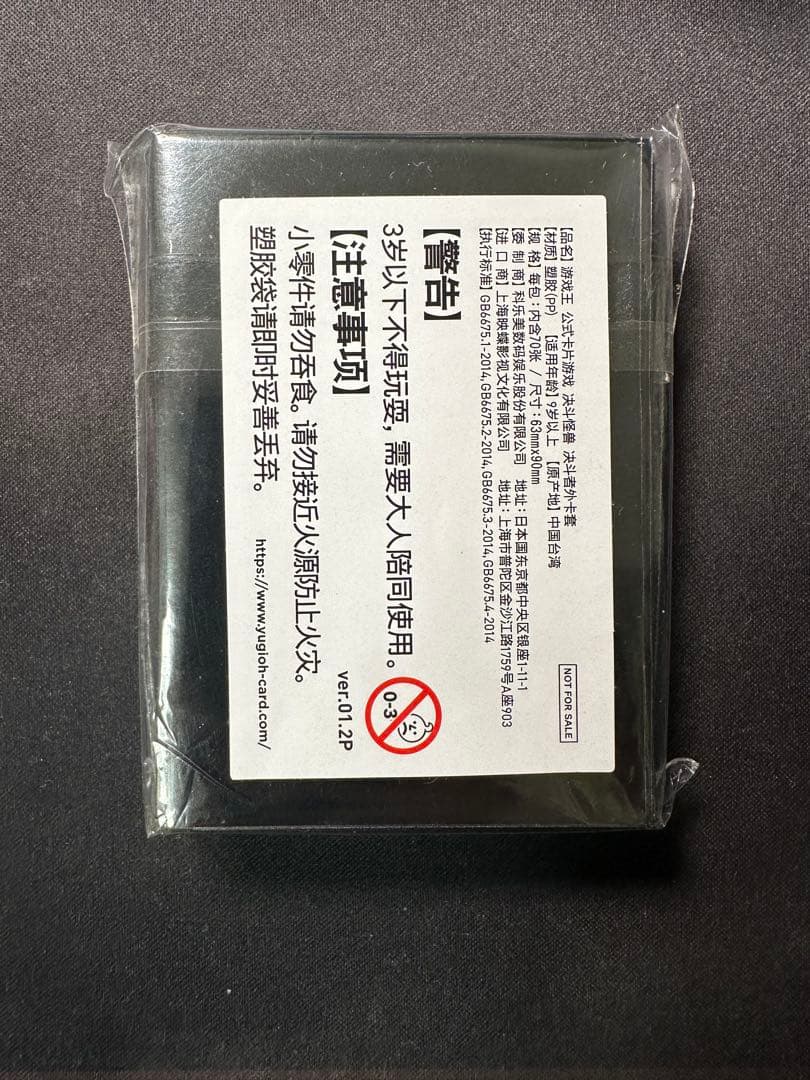 【品名】游戏王 公式卡片游戏 决斗怪兽 决斗者外卡套
【材质】塑胶(PP) 【适用年龄】9岁以上 【原产地】中国台湾
【规 格】每包:内含70张 / 尺寸:63mmx90mm
【委 制 商】科乐美数码娱乐股份有限公司 地址:日本国东京都中央区银座1-11-1
【进 口 商】上海映蝶影视文化有限公司 地址:上海市普陀区金沙江路1759号A座903
【执行标准】GB6675.1-2014,GB6675.2-2014,GB6675.3-2014,GB6675.4-2014
NOT FOR SALE
【警告】
3岁以下不得玩耍,需要大人陪同使用。
0-3
【注意事项】
ver.01.2P
小零件请勿吞食。请勿接近火源防止火灾。
塑胶袋请即时妥善丢弃。
https://www.yugioh-card.com/